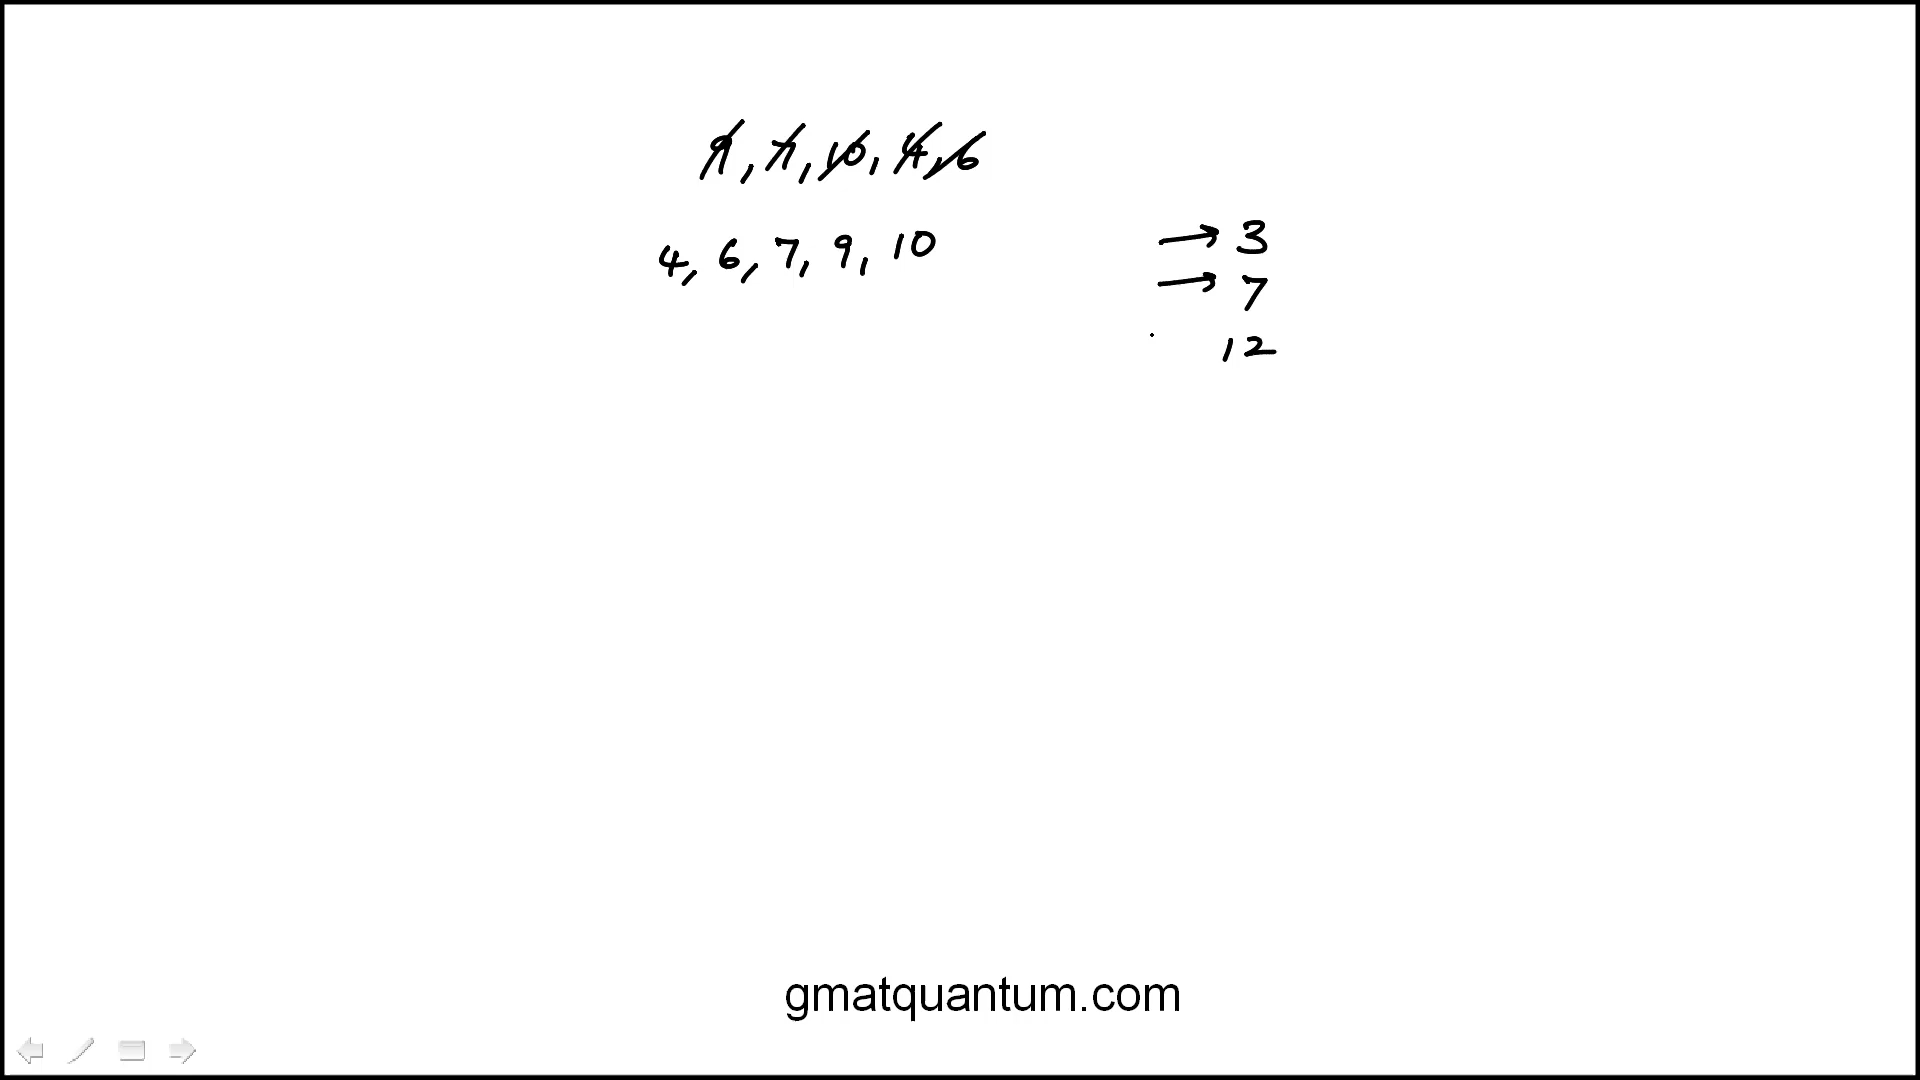 9, 7, 10, 4, 6
4, 6, 7, 9, 10
→ 3
→ 7
12
gmatquantum.com